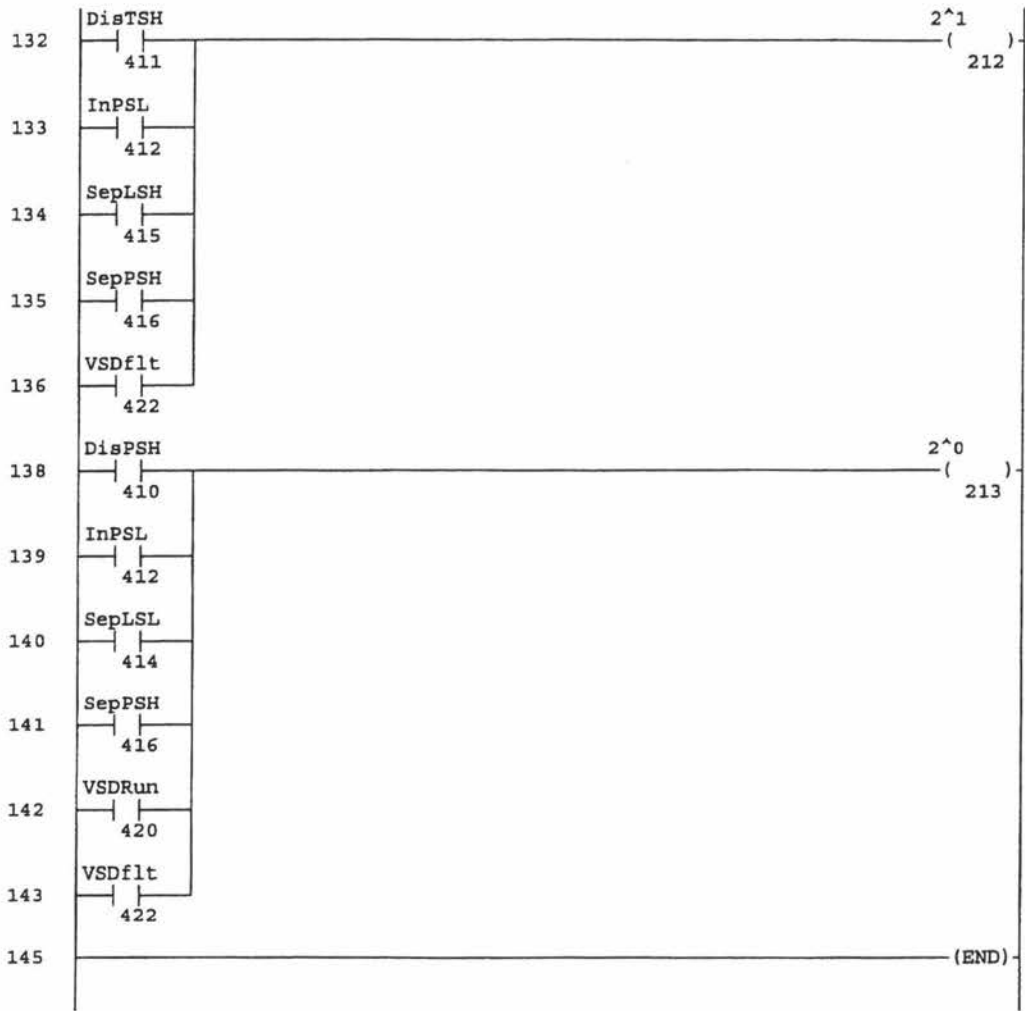 DisTSH 2^1
132 ( )
411 212
InPSL
133
412
SepLSH
134
415
SepPSH
135
416
VSDflt
136
422
DisPSH 2^0
138 ( )
410 213
InPSL
139
412
SepLSL
140
414
SepPSH
141
416
VSDRun
142
420
VSDflt
143
422
145 (END)